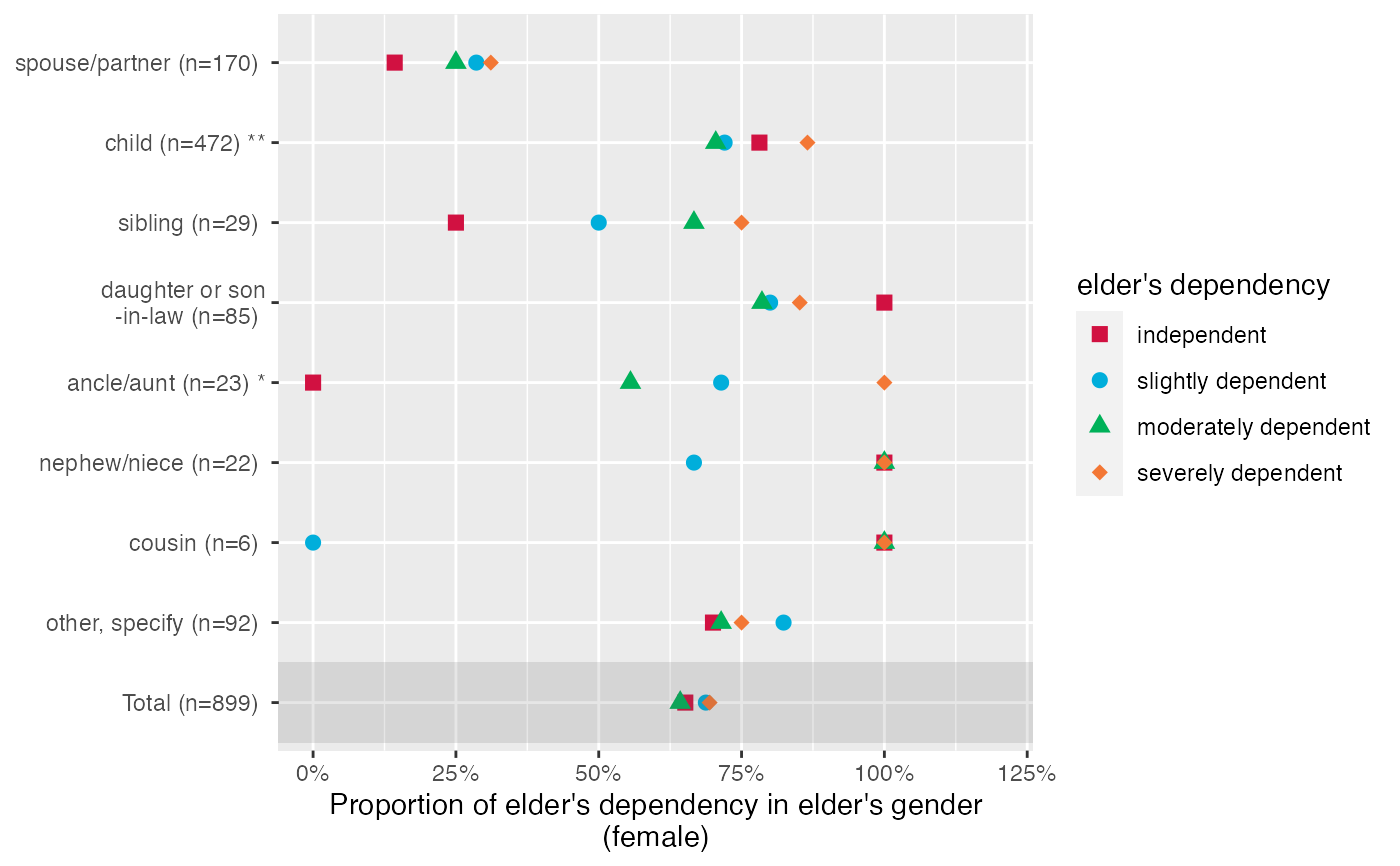 spouse/partner (n=170)
child (n=472) **
sibling (n=29)
daughter or son
-in-law (n=85)
ancle/aunt (n=23) *
nephew/niece (n=22)
cousin (n=6)
other, specify (n=92)
Total (n=899)
0% 25% 50% 75% 100% 125%
Proportion of elder's dependency in elder's gender
(female)
elder's dependency
independent
slightly dependent
moderately dependent
severely dependent